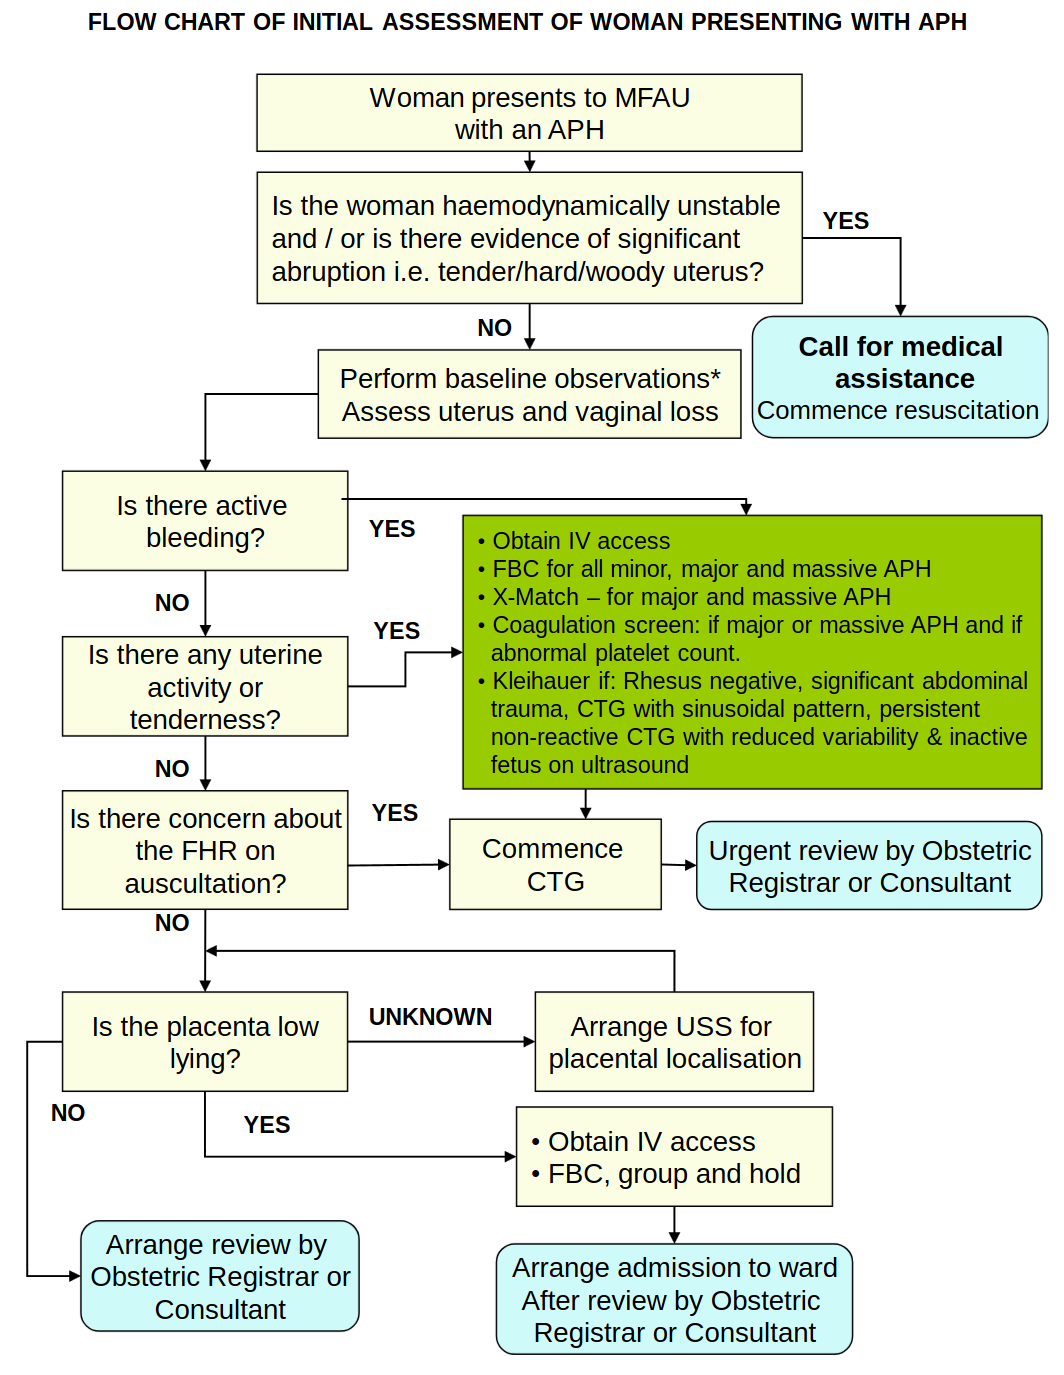 FLOW CHART OF INITIAL ASSESSMENT OF WOMAN PRESENTING WITH APH
Woman presents to MFAU
with an APH
Is the woman haemodynamically unstable
and / or is there evidence of significant
abruption i.e. tender/hard/woody uterus?
YES
NO
Call for medical
assistance
Commence resuscitation
Perform baseline observations*
Assess uterus and vaginal loss
Is there active
bleeding?
YES
• Obtain IV access
• FBC for all minor, major and massive APH
• X-Match – for major and massive APH
• Coagulation screen: if major or massive APH and if
abnormal platelet count.
• Kleihauer if: Rhesus negative, significant abdominal
trauma, CTG with sinusoidal pattern, persistent
non-reactive CTG with reduced variability & inactive
fetus on ultrasound
NO
YES
Is there any uterine
activity or
tenderness?
NO
Is there concern about
the FHR on
auscultation?
YES
Commence
CTG
Urgent review by Obstetric
Registrar or Consultant
NO
Is the placenta low
lying?
UNKNOWN
Arrange USS for
placental localisation
NO
YES
• Obtain IV access
• FBC, group and hold
Arrange review by
Obstetric Registrar or
Consultant
Arrange admission to ward
After review by Obstetric
Registrar or Consultant